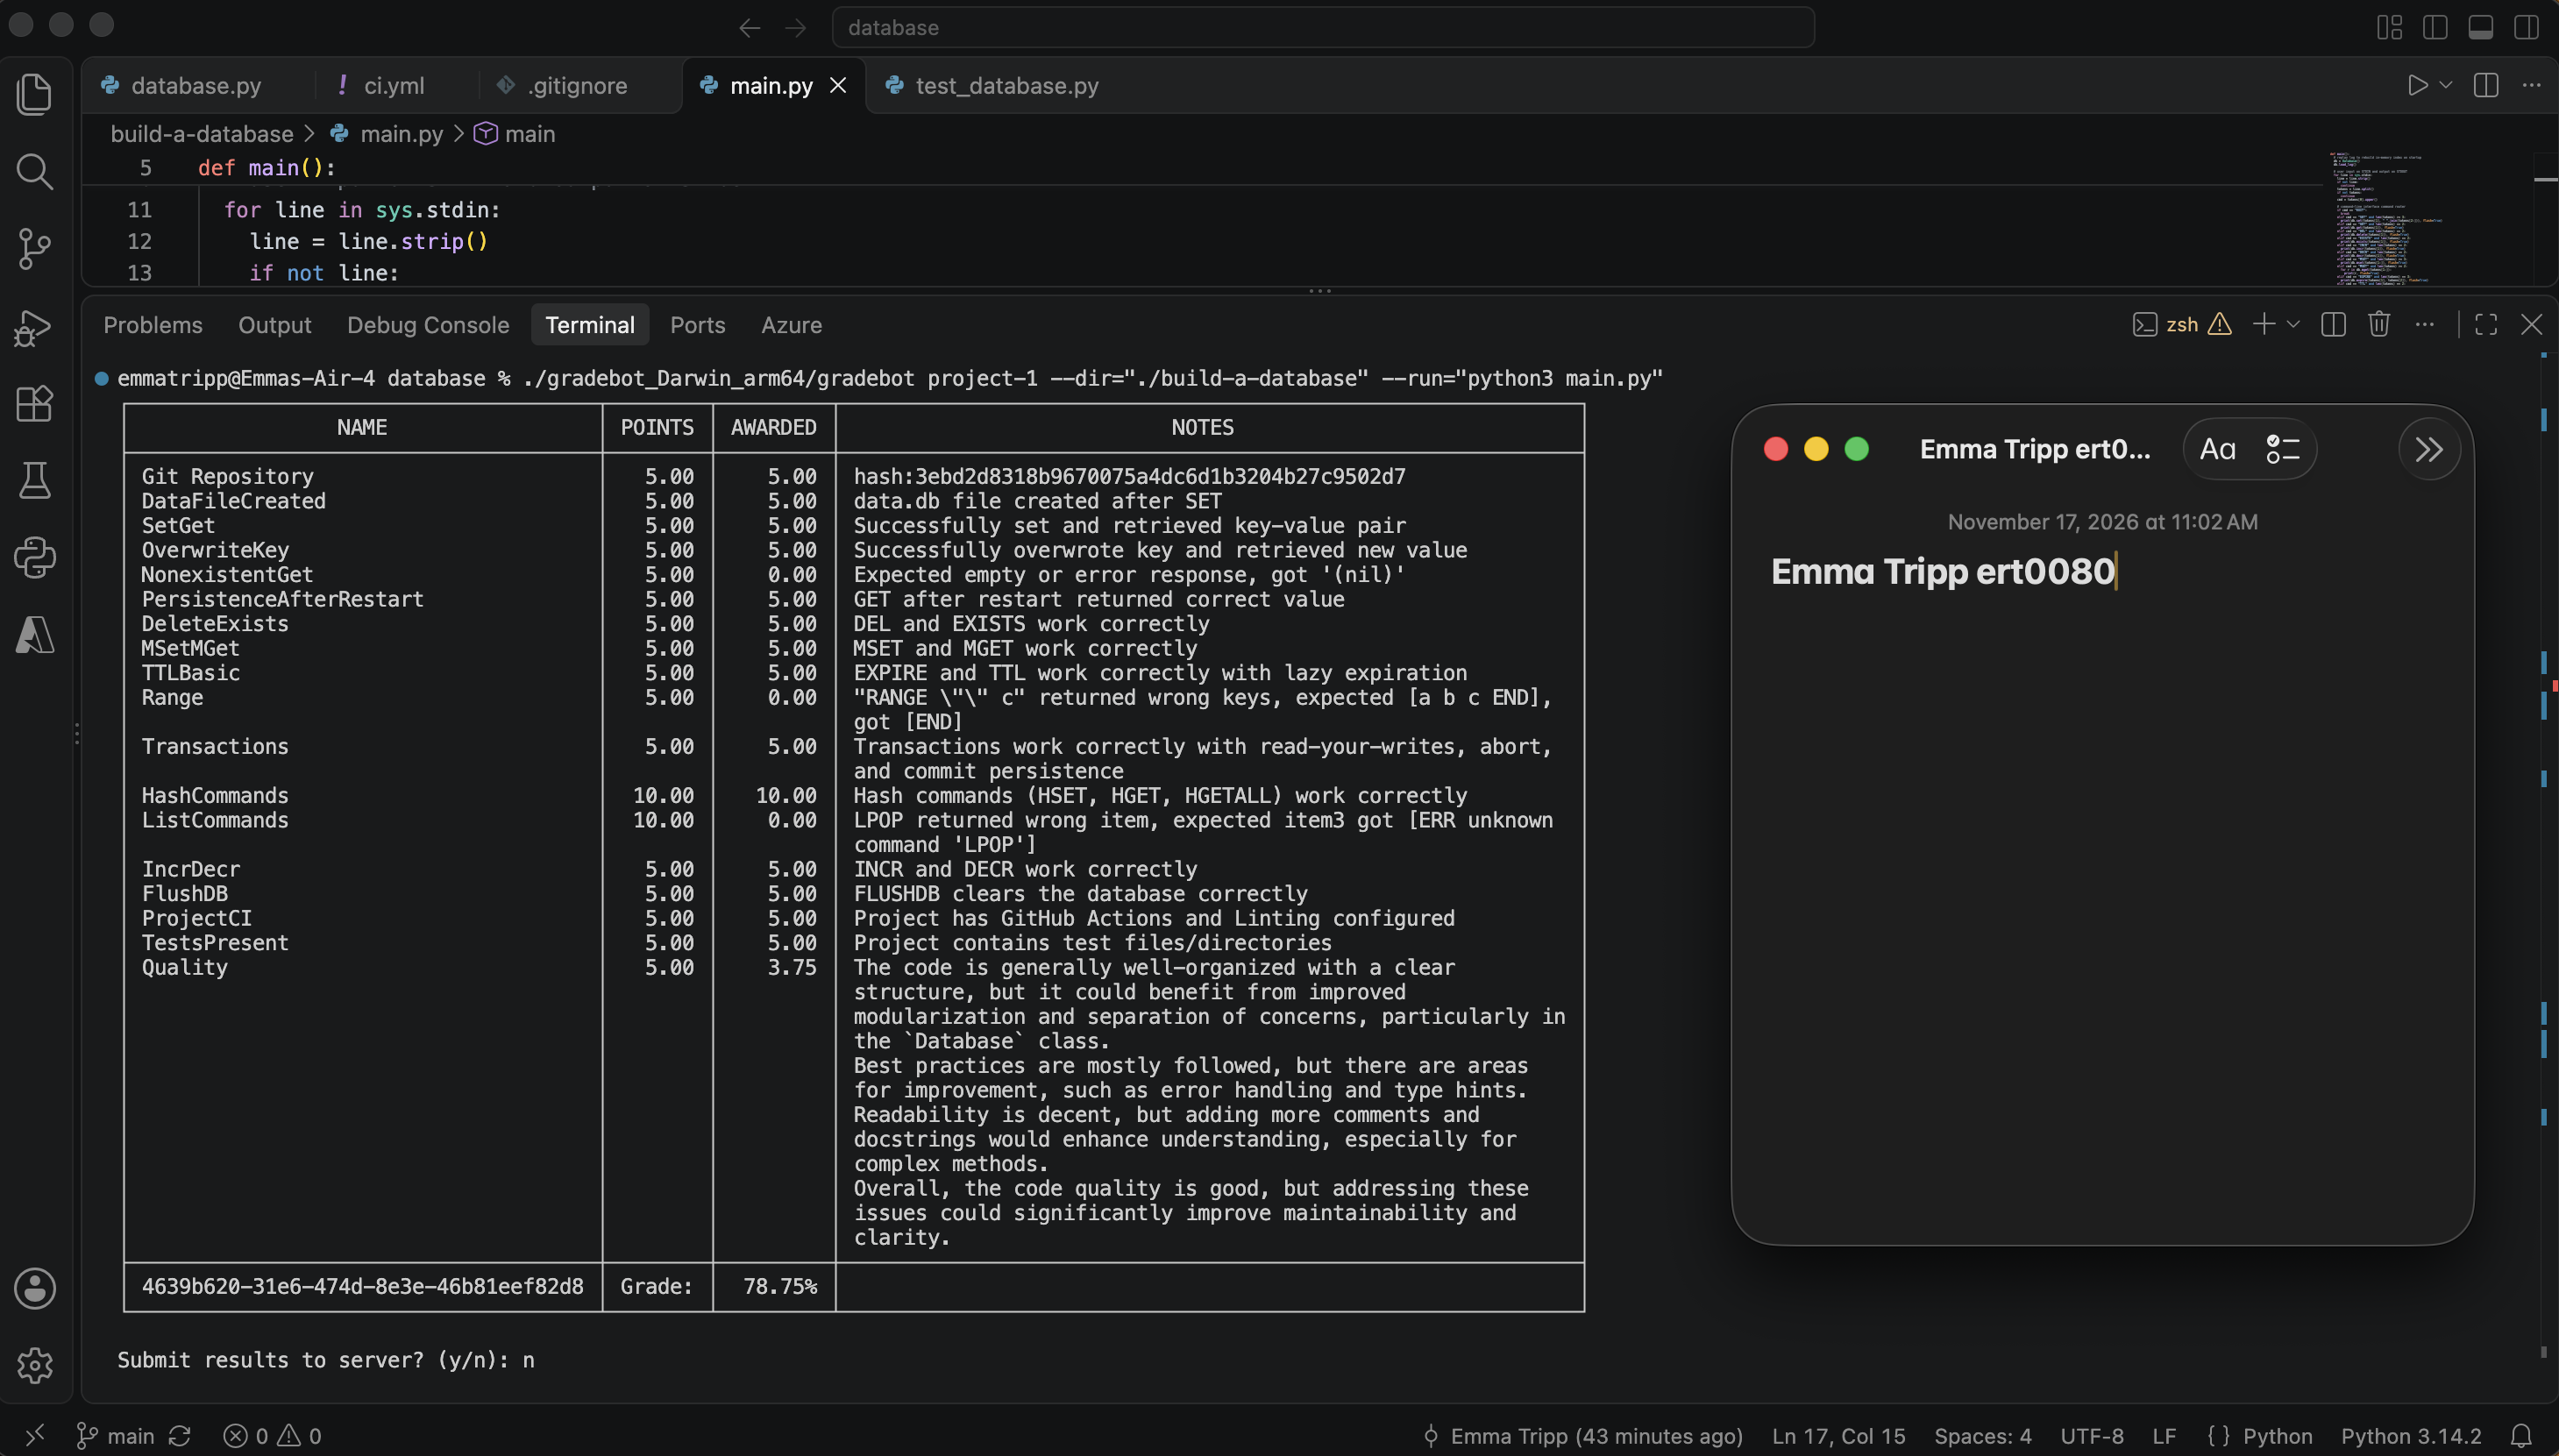 database
database.py
ci.yml
.gitignore
main.py
test_database.py
build-a-database > main.py > main
5 def main():
11 for line in sys.stdin:
12 line = line.strip()
13 if not line:
Problems Output Debug Console Terminal Ports Azure
zsh
emmatripp@Emmas-Air-4 database % ./gradebot_Darwin_arm64/gradebot project-1 --dir="./build-a-database" --run="python3 main.py"
NAME POINTS AWARDED NOTES
Git Repository 5.00 5.00 hash:3ebd2d8318b9670075a4dc6d1b3204b27c9502d7
DataFileCreated 5.00 5.00 data.db file created after SET
SetGet 5.00 5.00 Successfully set and retrieved key-value pair
OverwriteKey 5.00 5.00 Successfully overwrote key and retrieved new value
NonexistentGet 5.00 0.00 Expected empty or error response, got '(nil)'
PersistenceAfterRestart 5.00 5.00 GET after restart returned correct value
DeleteExists 5.00 5.00 DEL and EXISTS work correctly
MSetMGet 5.00 5.00 MSET and MGET work correctly
TTLBasic 5.00 5.00 EXPIRE and TTL work correctly with lazy expiration
Range 5.00 0.00 "RANGE \"\" c" returned wrong keys, expected [a b c END],
got [END]
Transactions 5.00 5.00 Transactions work correctly with read-your-writes, abort,
and commit persistence
HashCommands 10.00 10.00 Hash commands (HSET, HGET, HGETALL) work correctly
ListCommands 10.00 0.00 LPOP returned wrong item, expected item3 got [ERR unknown
command 'LPOP']
IncrDecr 5.00 5.00 INCR and DECR work correctly
FlushDB 5.00 5.00 FLUSHDB clears the database correctly
ProjectCI 5.00 5.00 Project has GitHub Actions and Linting configured
TestsPresent 5.00 5.00 Project contains test files/directories
Quality 5.00 3.75 The code is generally well-organized with a clear
structure, but it could benefit from improved
modularization and separation of concerns, particularly in
the `Database` class.
Best practices are mostly followed, but there are areas
for improvement, such as error handling and type hints.
Readability is decent, but adding more comments and
docstrings would enhance understanding, especially for
complex methods.
Overall, the code quality is good, but addressing these
issues could significantly improve maintainability and
clarity.
4639b620-31e6-474d-8e3e-46b81eef82d8 Grade: 78.75%
Submit results to server? (y/n): n
Emma Tripp ert0...
Aa
November 17, 2026 at 11:02 AM
Emma Tripp ert0080
main 0 0
Emma Tripp (43 minutes ago) Ln 17, Col 15 Spaces: 4 UTF-8 LF {} Python Python 3.14.2